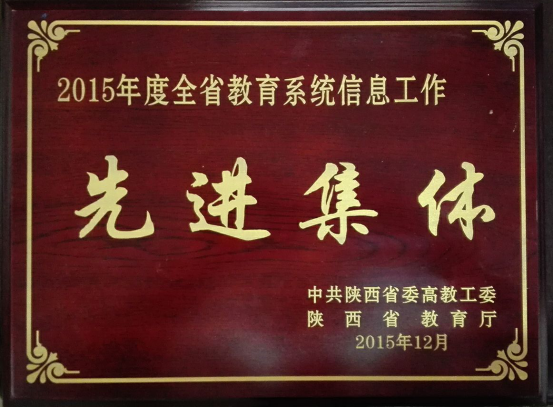 2015年度全省教育系统信息工作
先进集体
中共陕西省委高教工委
陕西省教育厅
2015年12月